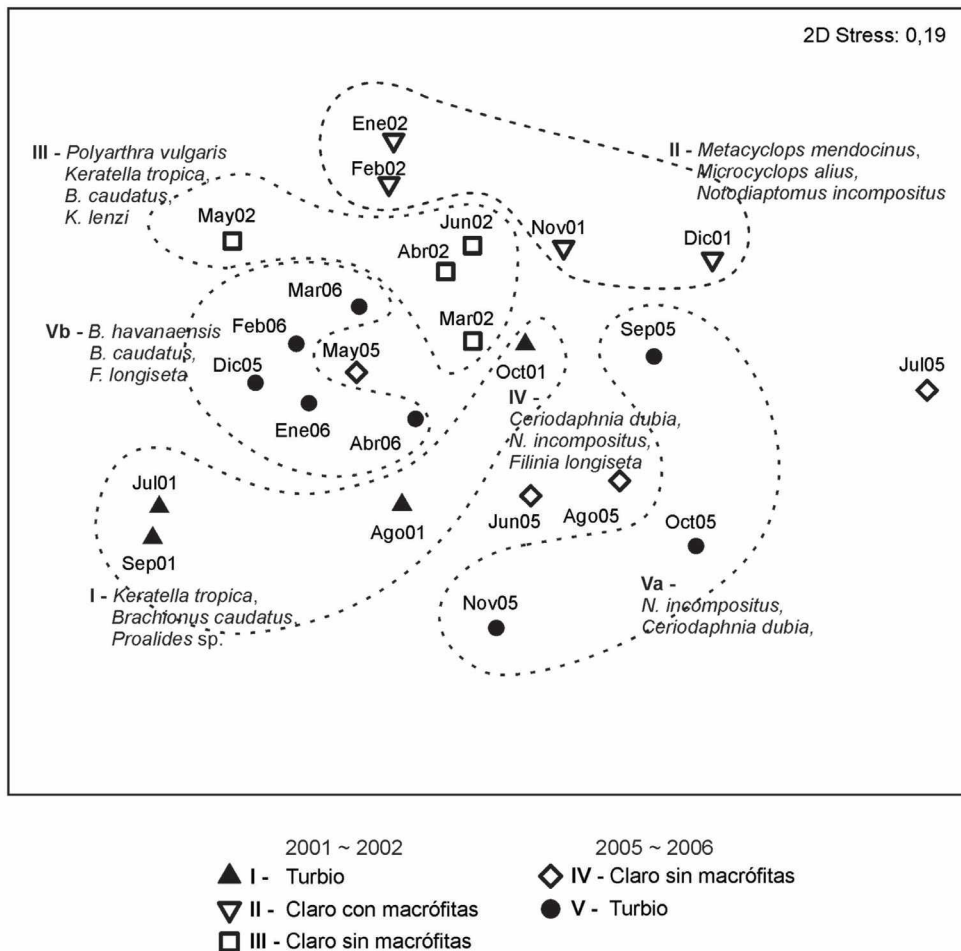 2D Stress: 0,19
Ene02
Feb02
III - Polyarthra vulgaris
Keratella tropica,
B. caudatus,
K. lenzi
II - Metacyclops mendocinus,
Microcyclops alius,
Notodiaptomus incompositus
May02
Jun02
Abr02
Nov01
Dic01
Mar06
Mar02
Vb - B. havanaensis
B. caudatus,
F. longiseta
Feb06
May05
Dic05
Ene06
Abr06
Oct01
Sep05
Jul05
IV -
Ceriodaphnia dubia,
N. incompositus,
Filinia longiseta
Jul01
Sep01
Ago01
Jun05
Ago05
Oct05
I - Keratella tropica,
Brachionus caudatus,
Proalides sp.
Nov05
Va -
N. incompositus,
Ceriodaphnia dubia,
2001 ~ 2002
I - Turbio
II - Claro con macrófitas
III - Claro sin macrófitas
2005 ~ 2006
IV - Claro sin macrófitas
V - Turbio